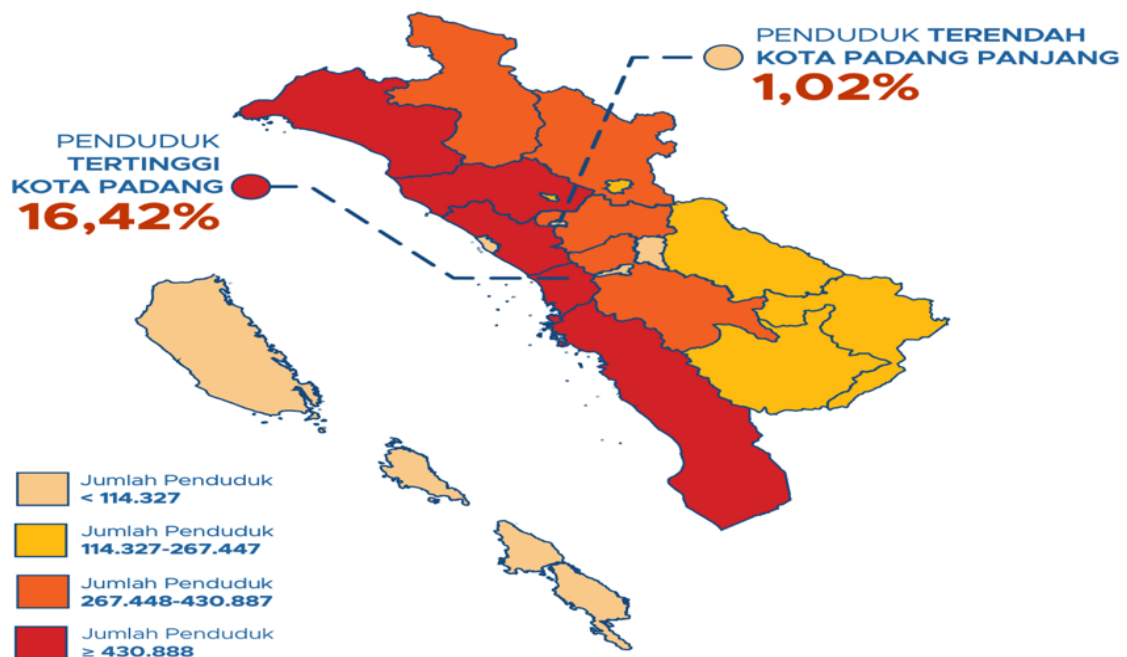 PENDUDUK TERENDAH
KOTA PADANG PANJANG
1,02%
PENDUDUK
TERTINGGI
KOTA PADANG
16,42%
Jumlah Penduduk
< 114.327
Jumlah Penduduk
114.327-267.447
Jumlah Penduduk
267.448-430.887
Jumlah Penduduk
≥ 430.888